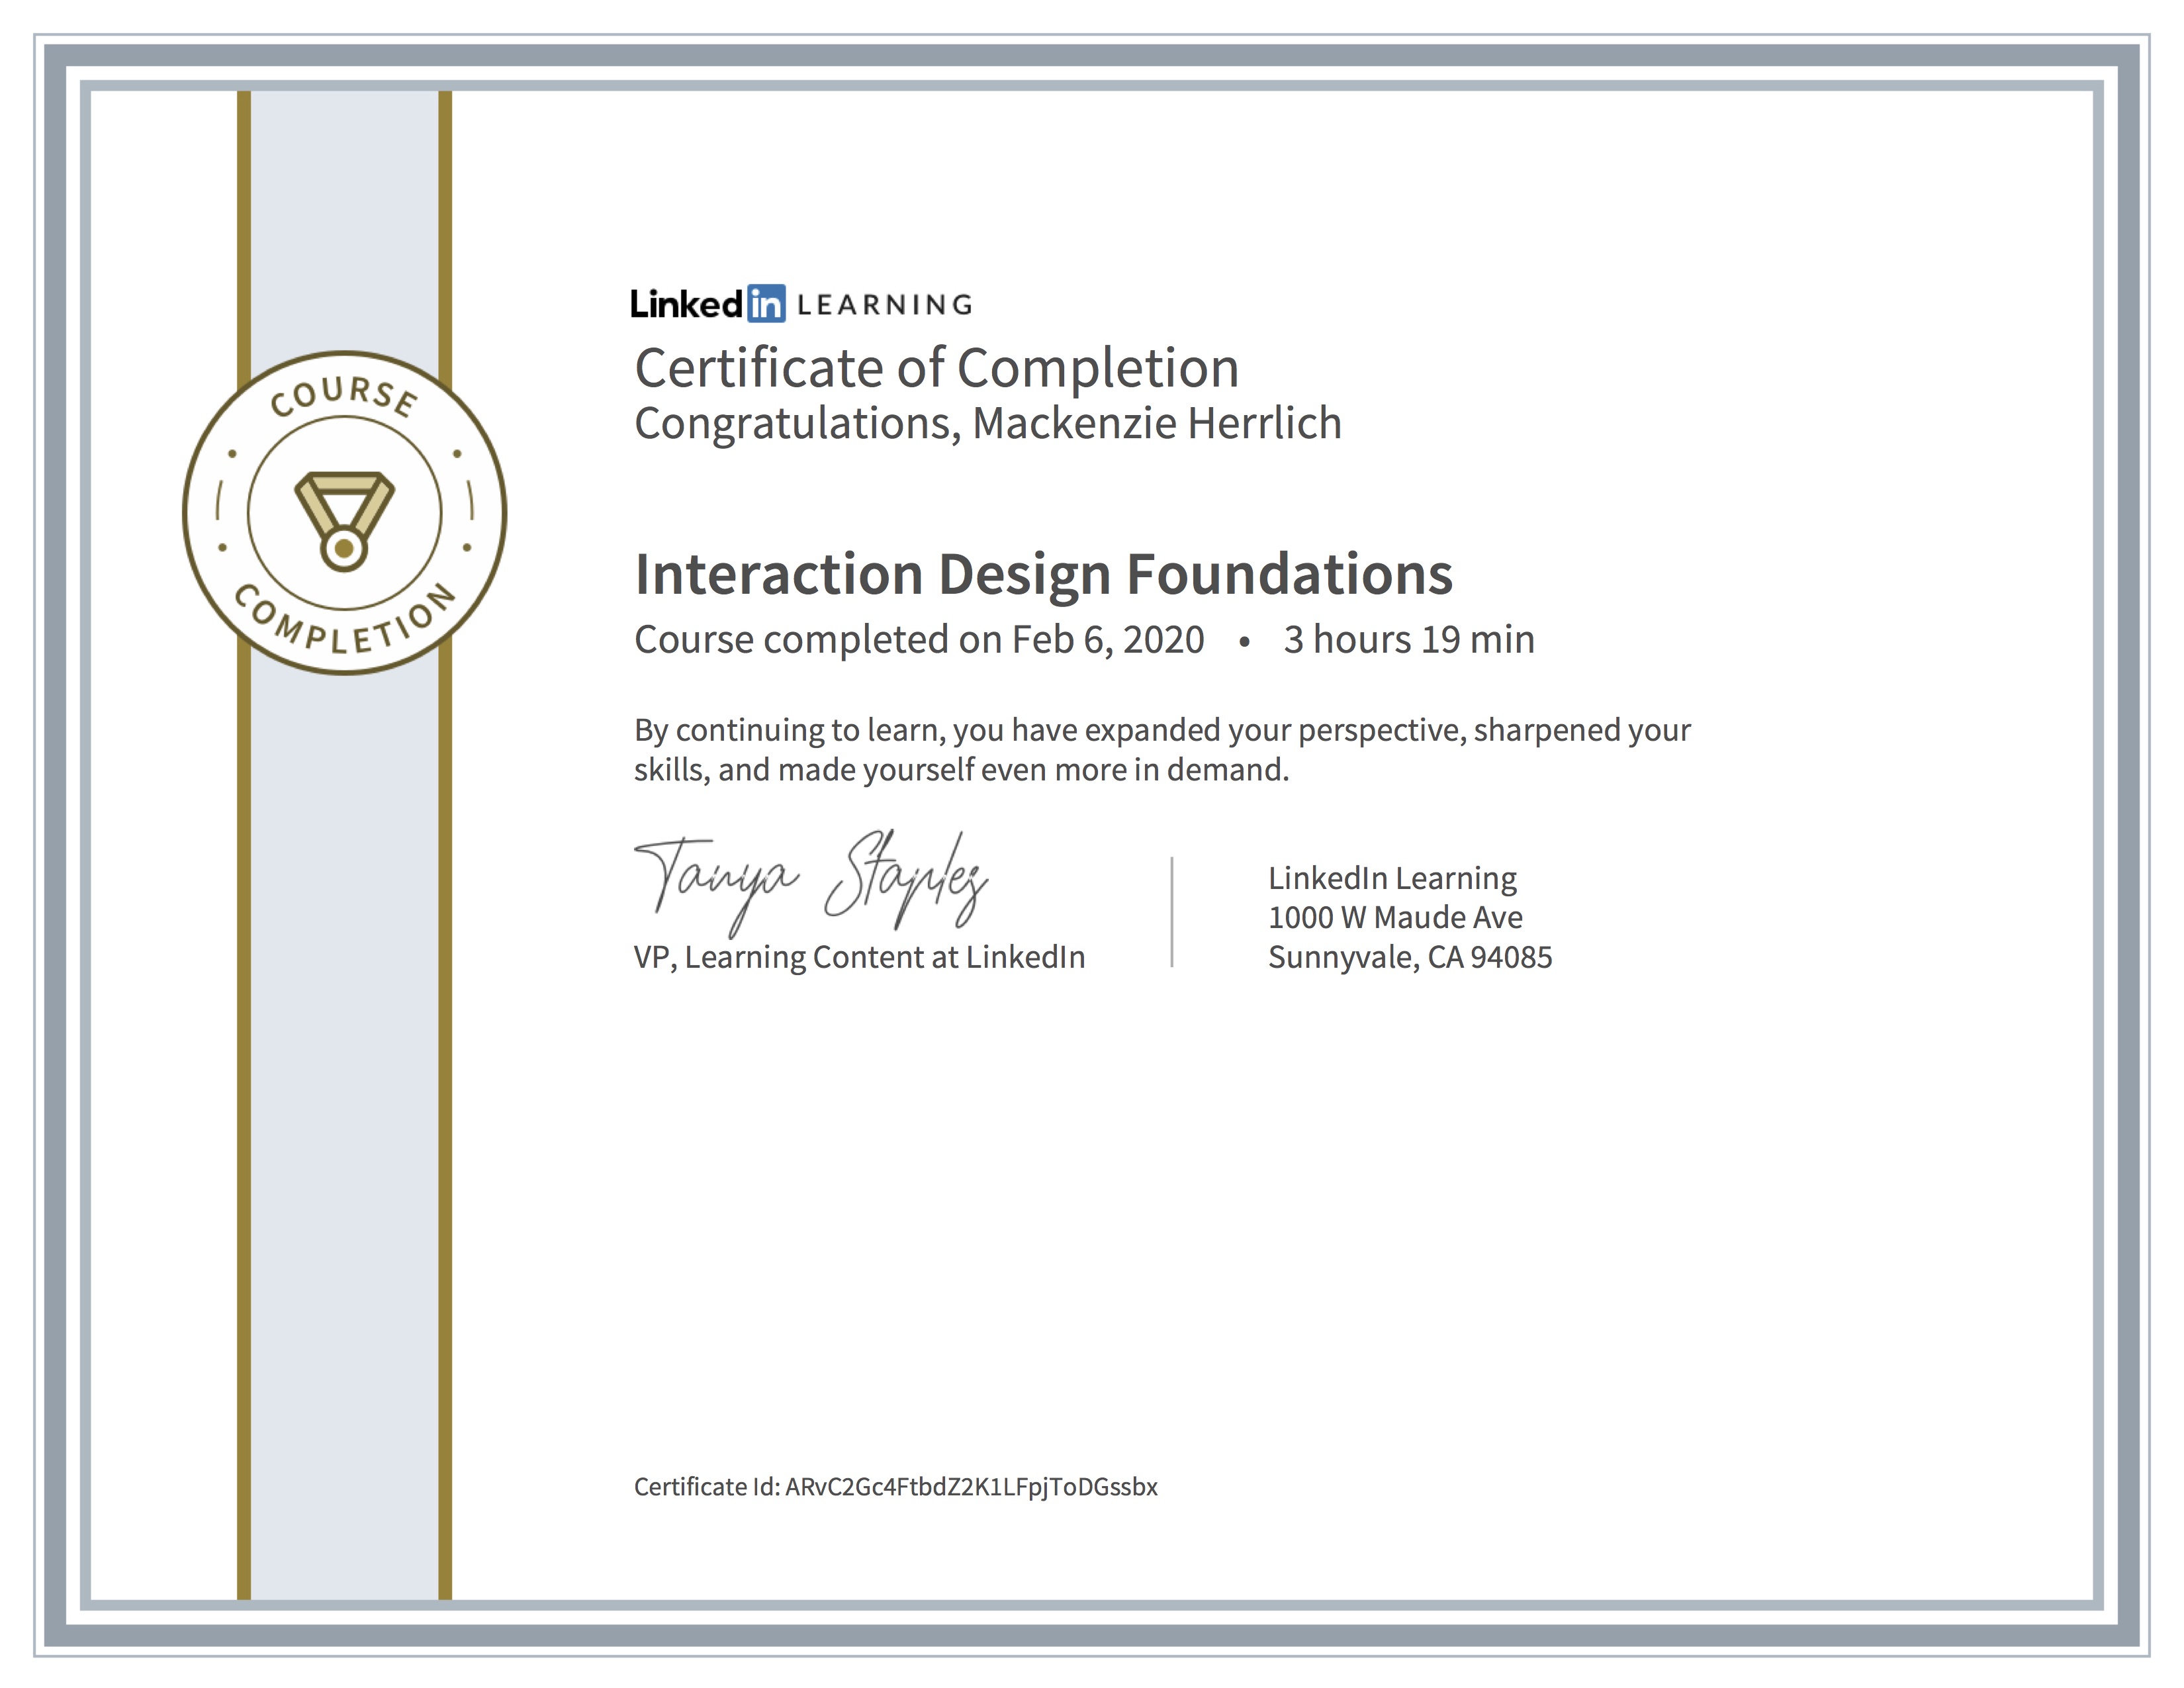 COURSE
COMPLETION
Linkedin LEARNING
Certificate of Completion
Congratulations, Mackenzie Herrlich
Interaction Design Foundations
Course completed on Feb 6, 2020 • 3 hours 19 min
By continuing to learn, you have expanded your perspective, sharpened your
skills, and made yourself even more in demand.
Tanya Staples
VP, Learning Content at LinkedIn
LinkedIn Learning
1000 W Maude Ave
Sunnyvale, CA 94085
Certificate Id: ARvC2Gc4FtbdZ2K1LFpjToDGssbx